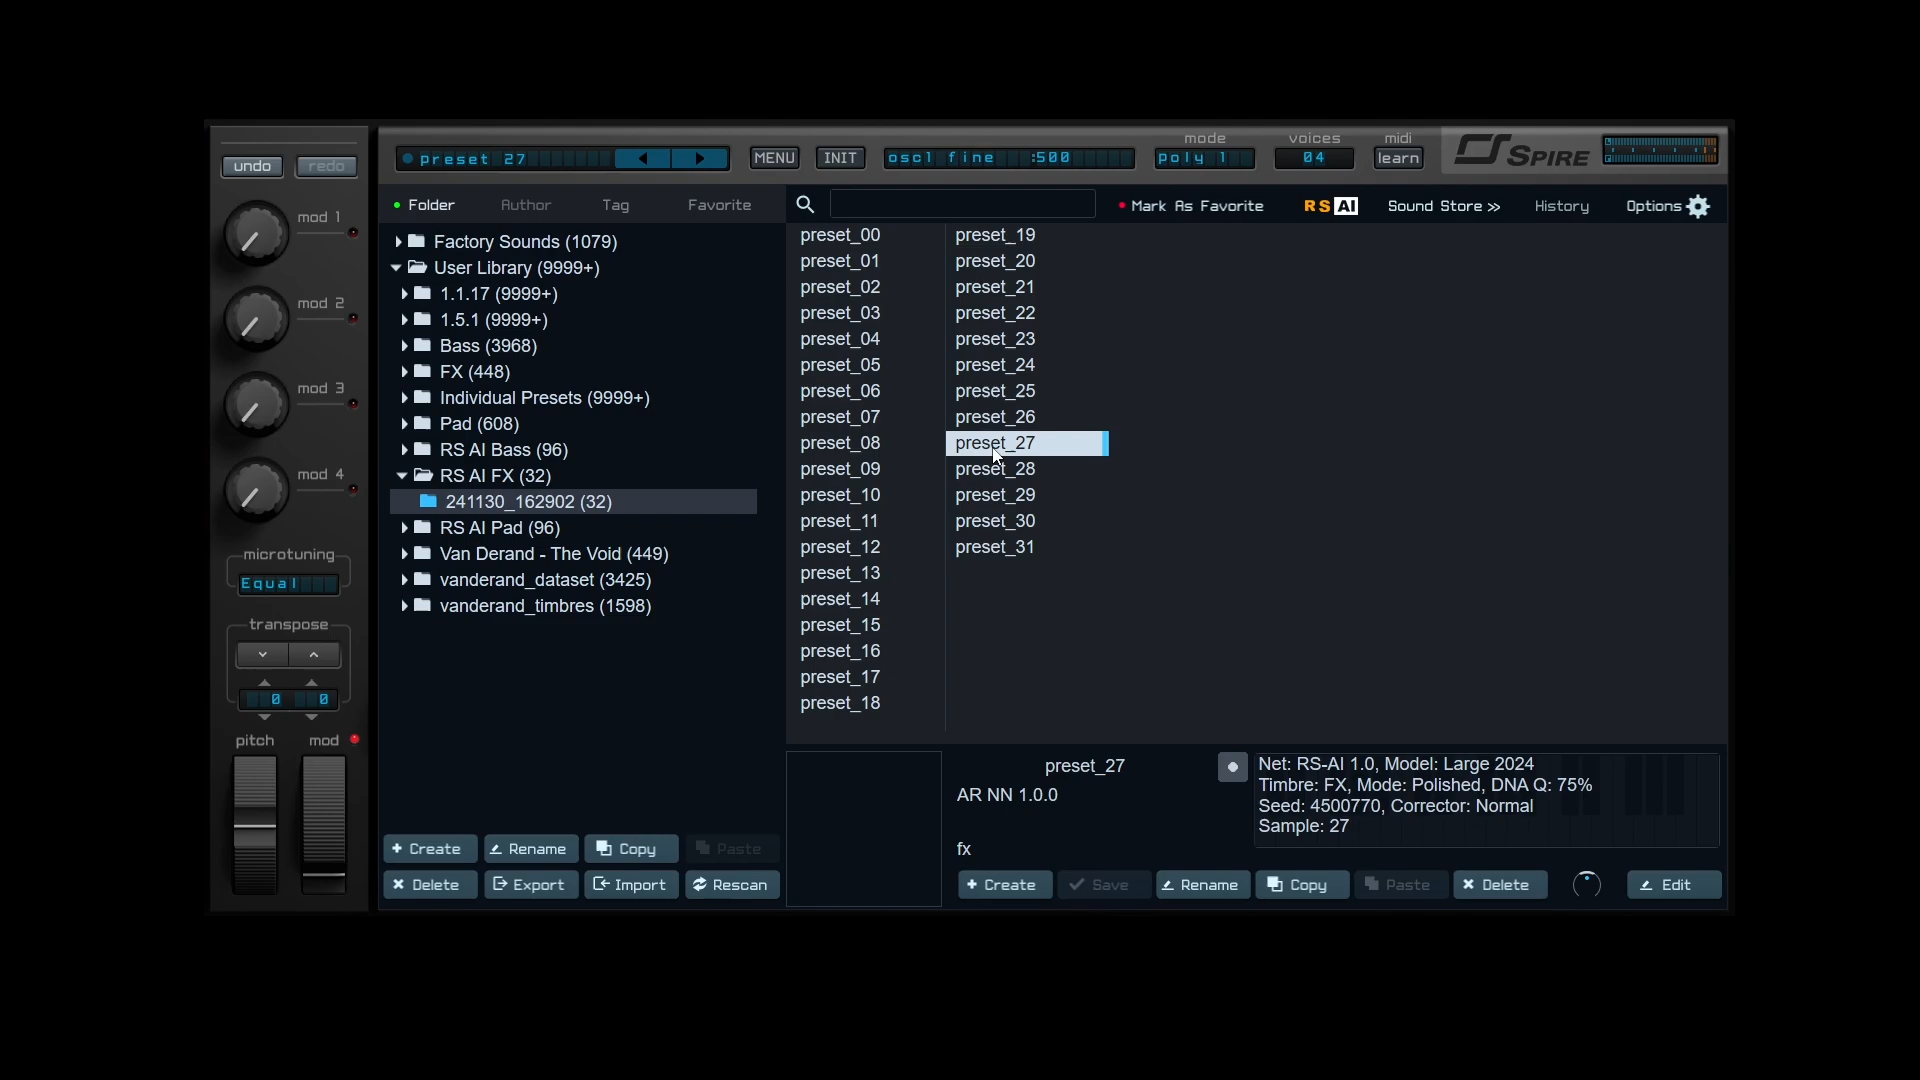 undo
redo
mod 1
mod 2
mod 3
mod 4
microtuning
Equal
transpose
0 0
pitch
mod
preset 27
MENU
INIT
osc1 fine :500
mode
poly 1
voices
04
midi
learn
SPIRE
Folder
Author
Tag
Favorite
Mark As Favorite
RS AI
Sound Store >>
History
Options
Factory Sounds (1079)
User Library (9999+)
1.1.17 (9999+)
1.5.1 (9999+)
Bass (3968)
FX (448)
Individual Presets (9999+)
Pad (608)
RS AI Bass (96)
RS AI FX (32)
241130_162902 (32)
RS AI Pad (96)
Van Derand - The Void (449)
vanderand_dataset (3425)
vanderand_timbres (1598)
Create
Rename
Copy
Paste
Delete
Export
Import
Rescan
preset_00
preset_01
preset_02
preset_03
preset_04
preset_05
preset_06
preset_07
preset_08
preset_09
preset_10
preset_11
preset_12
preset_13
preset_14
preset_15
preset_16
preset_17
preset_18
preset_19
preset_20
preset_21
preset_22
preset_23
preset_24
preset_25
preset_26
preset_27
preset_28
preset_29
preset_30
preset_31
preset_27
AR NN 1.0.0
fx
Net: RS-AI 1.0, Model: Large 2024
Timbre: FX, Mode: Polished, DNA Q: 75%
Seed: 4500770, Corrector: Normal
Sample: 27
Create
Save
Rename
Copy
Paste
Delete
Edit